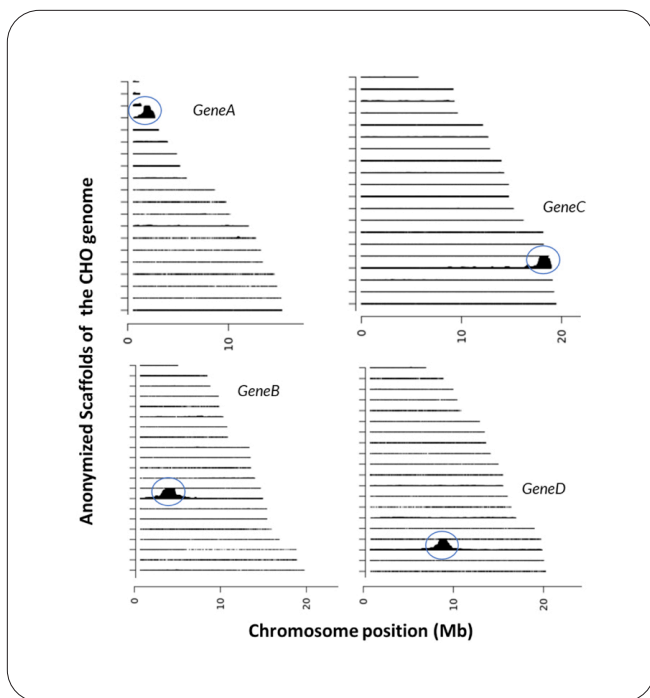 GeneA
0
10
GeneC
0
10
20
GeneB
0
10
20
GeneD
0
10
20
Anonymized Scaffolds of the CHO genome
Chromosome position (Mb)